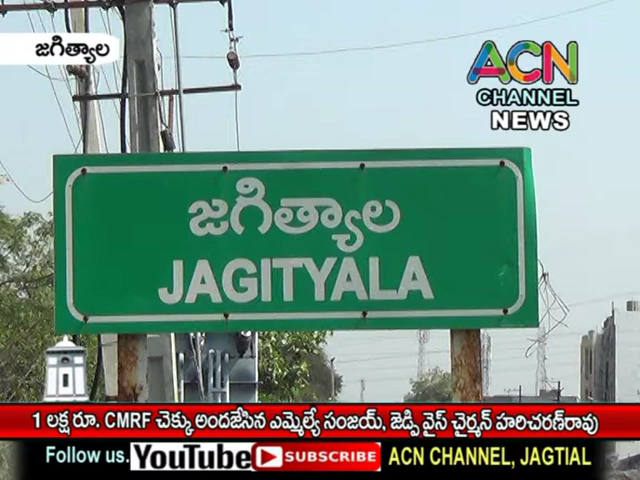 జగిత్యాల
ACN
CHANNEL
NEWS
జగిత్యాల
JAGITYALA
1 లక్ష రూ. CMRF చెక్కు అందజేసిన ఎమ్మెల్యే సంజయ్, జెడ్పి వైస్ చైర్మన్ హరిచరణ్‌రావు
Follow us. YouTube SUBSCRIBE ACN CHANNEL, JAGTIAL